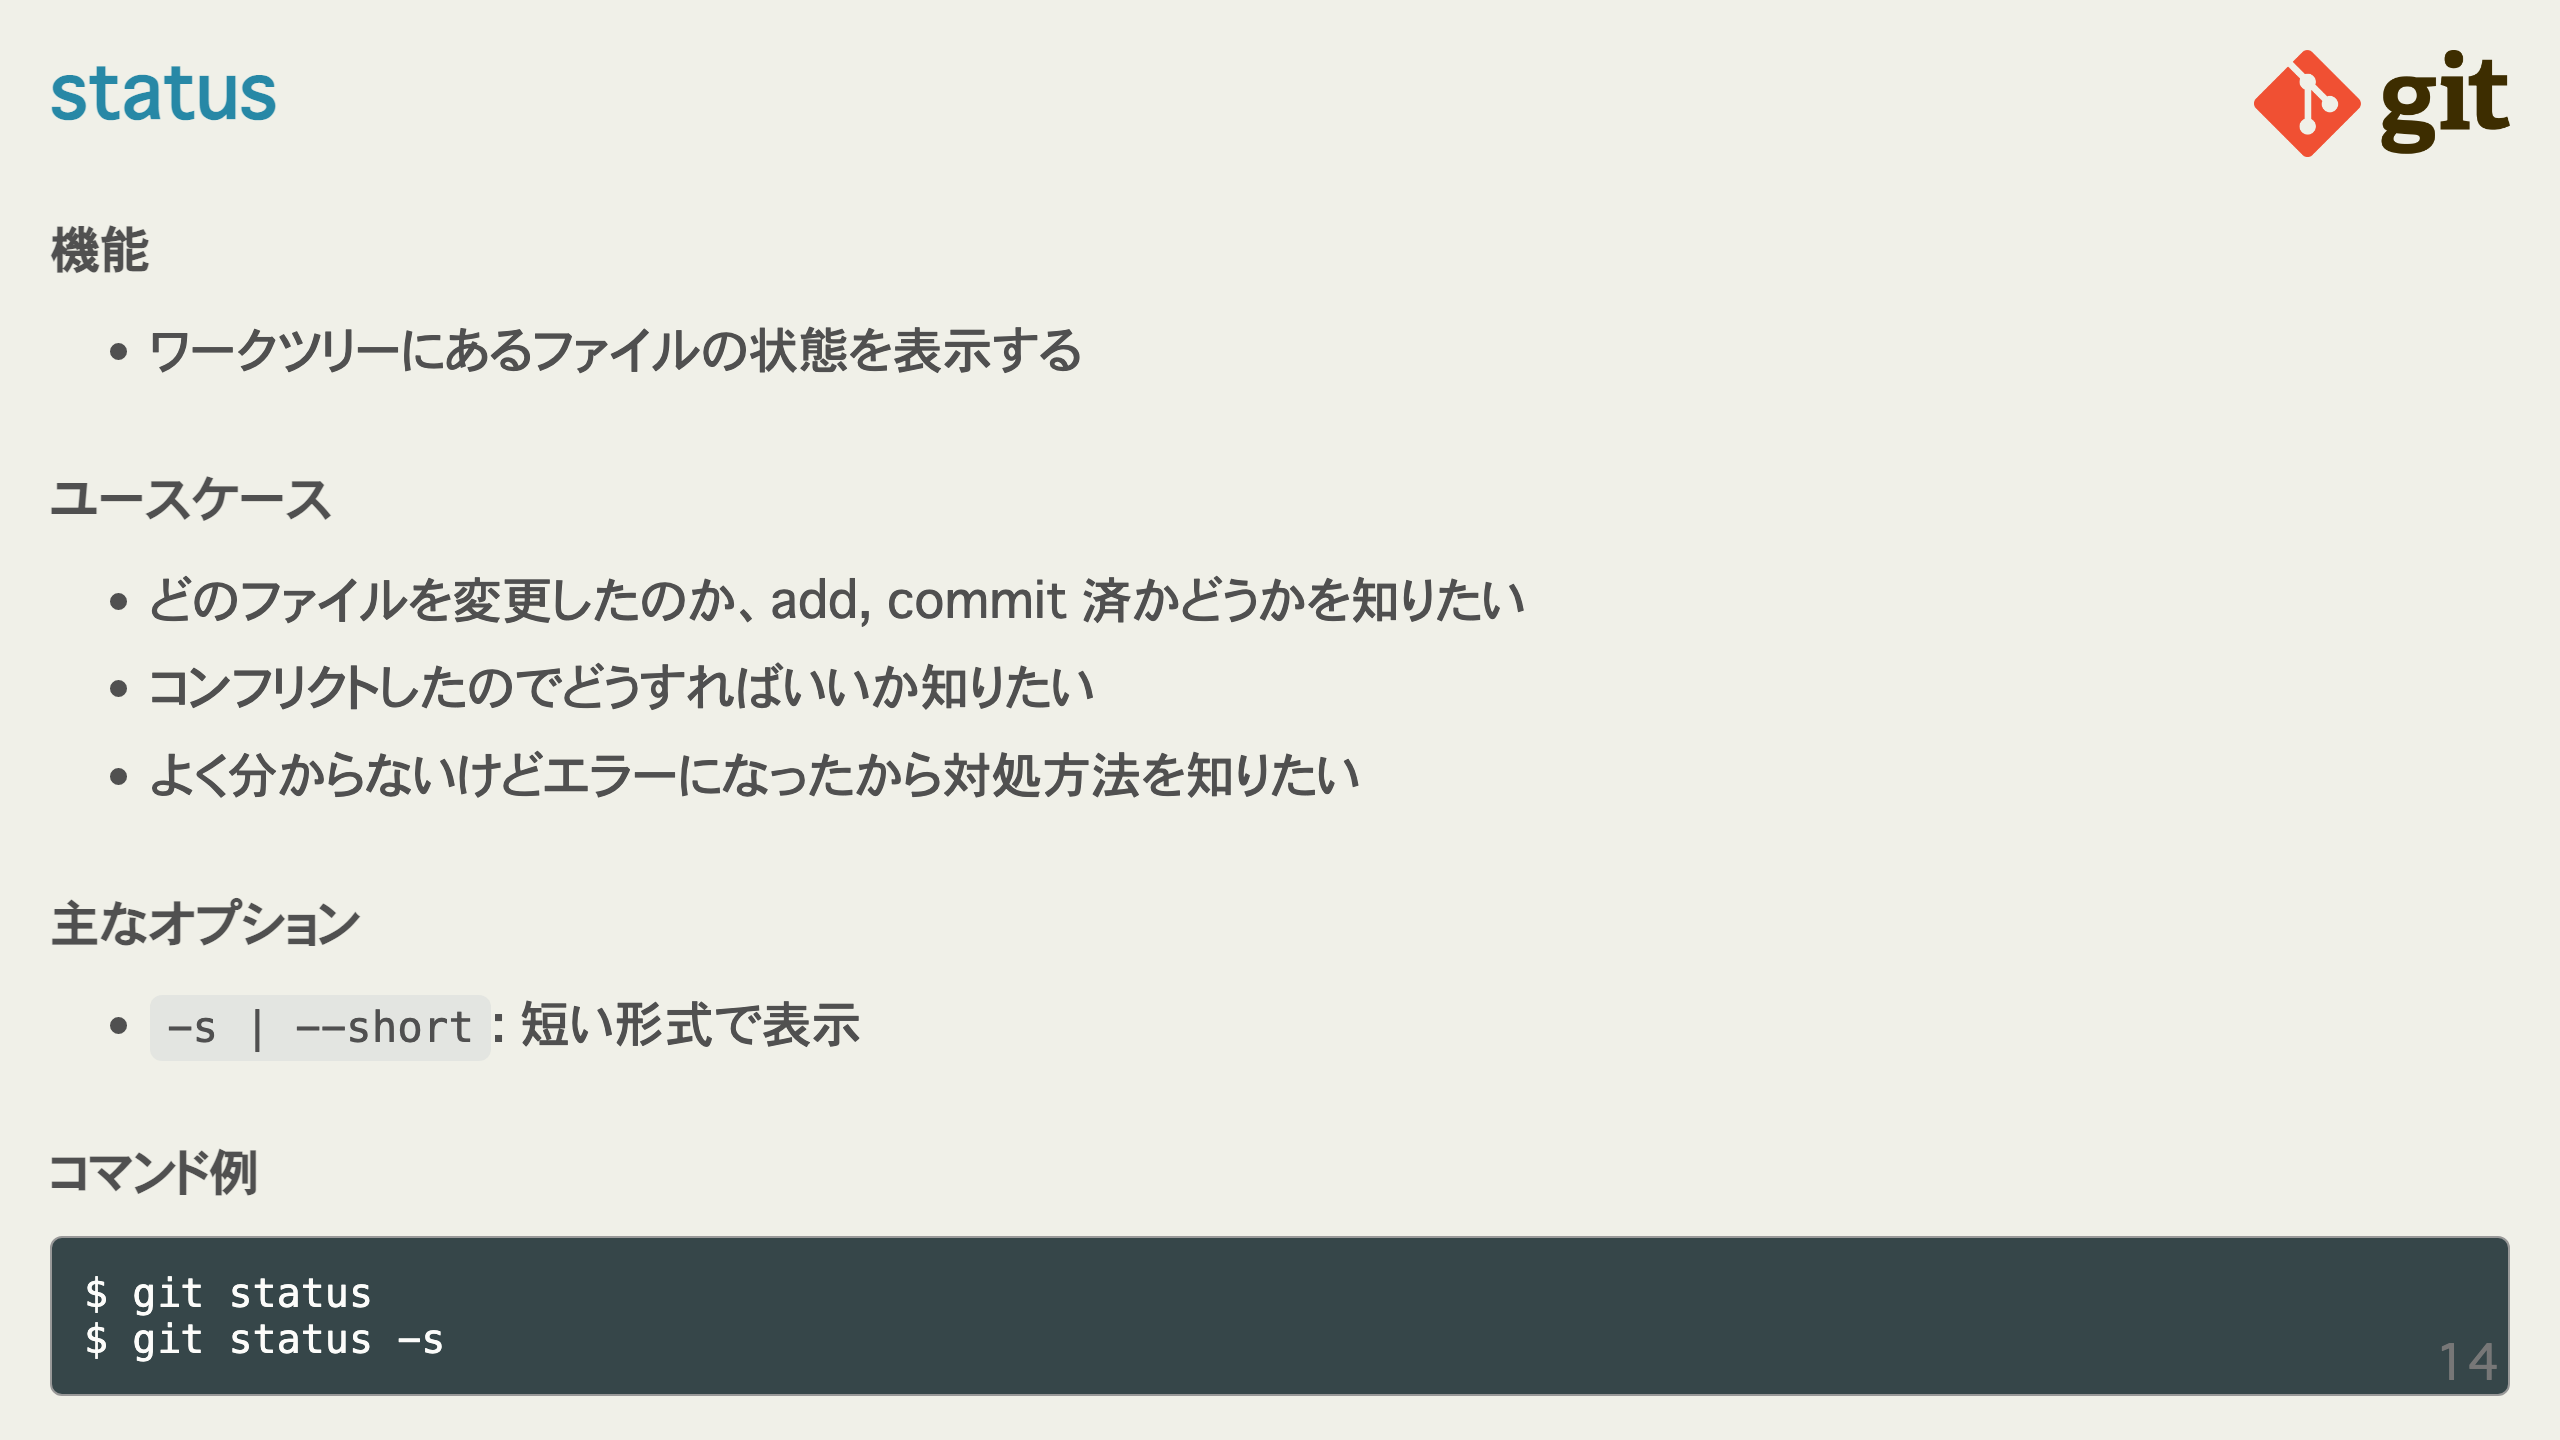 status
git
機能
• ワークツリーにあるファイルの状態を表示する
ユースケース
• どのファイルを変更したのか、add, commit 済かどうかを知りたい
• コンフリクトしたのでどうすればいいか知りたい
• よく分からないけどエラーになったから対処方法を知りたい
主なオプション
• -s | --short: 短い形式で表示
コマンド例
$ git status
$ git status -s
14